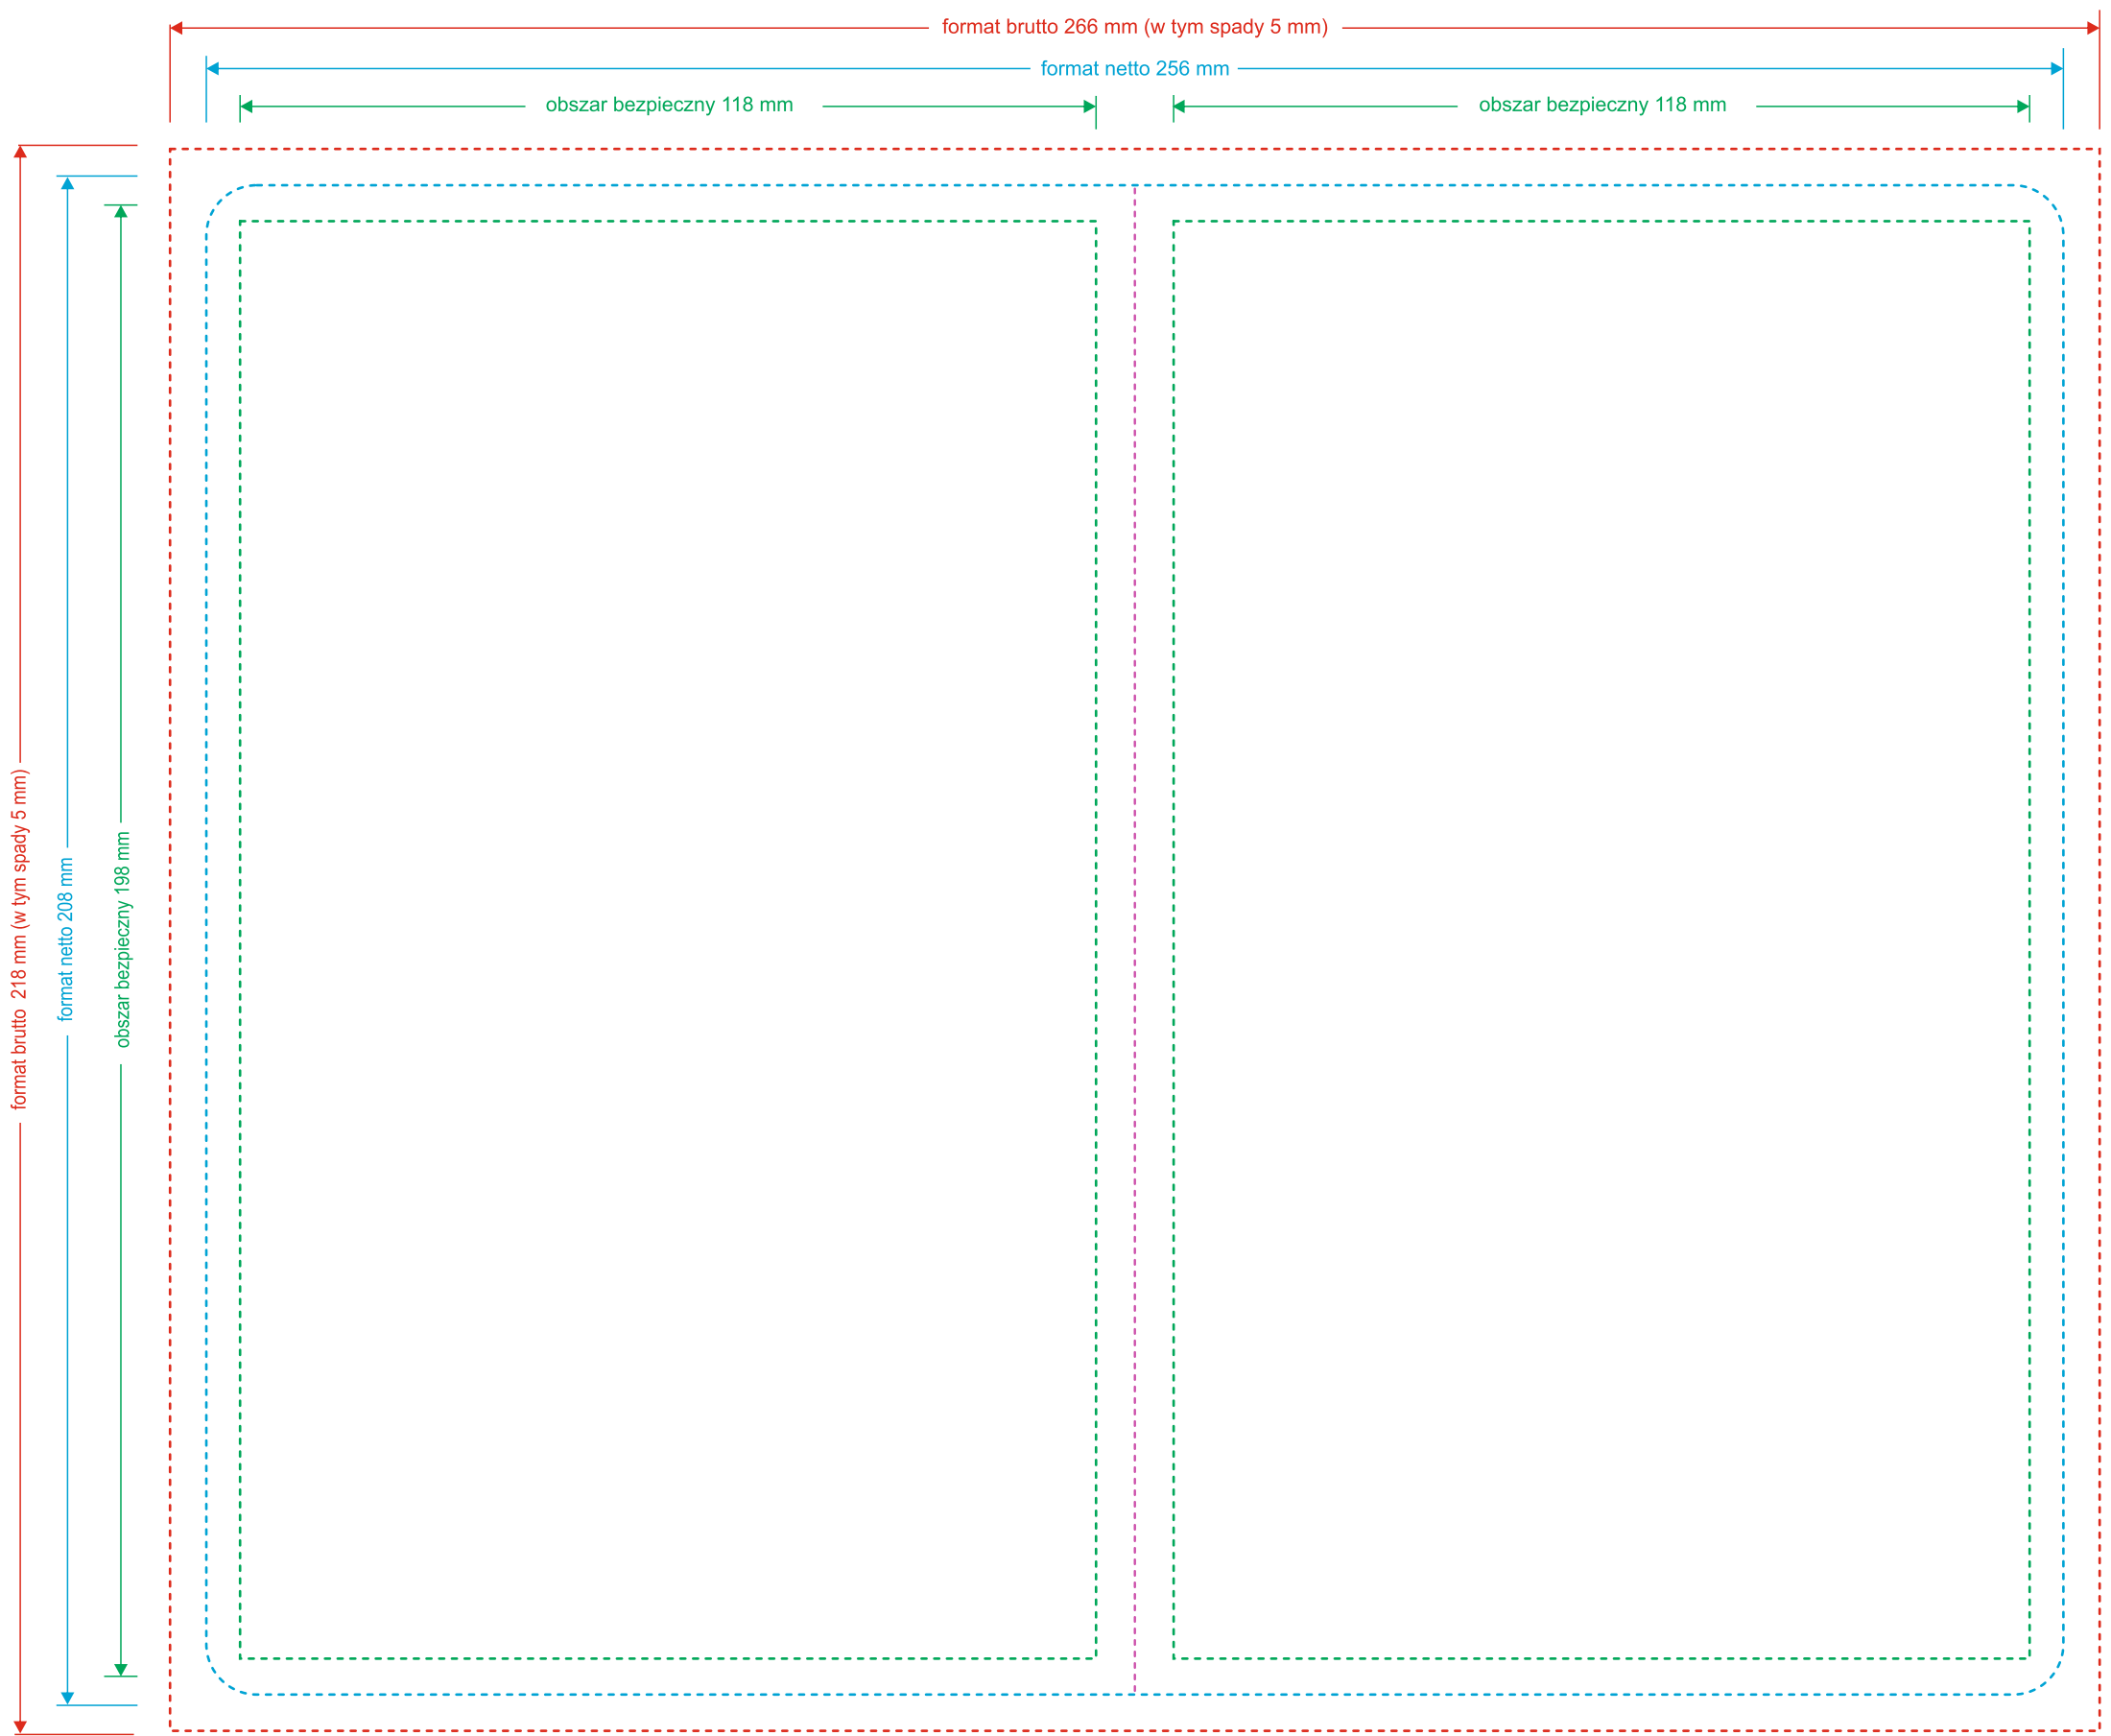 format brutto 266 mm (w tym spady 5 mm)
format netto 256 mm
obszar bezpieczny 118 mm
obszar bezpieczny 118 mm
format brutto 218 mm (w tym spady 5 mm)
format netto 208 mm
obszar bezpieczny 198 mm